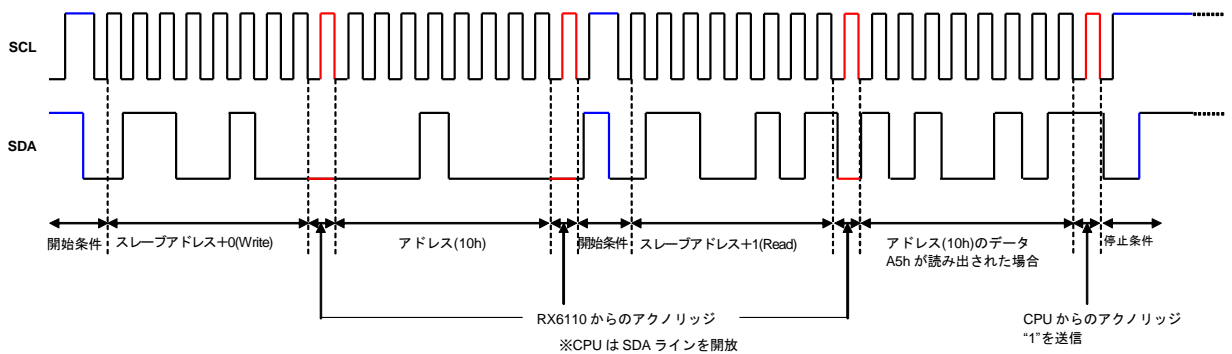 SCL
SDA
開始条件
スレーブアドレス+0(Write)
アドレス(10h)
開始条件
スレーブアドレス+1(Read)
アドレス(10h)のデータ
A5h が読み出された場合
停止条件
RX6110 からのアクノリッジ
※CPU は SDA ラインを開放
CPU からのアクノリッジ
“1”を送信